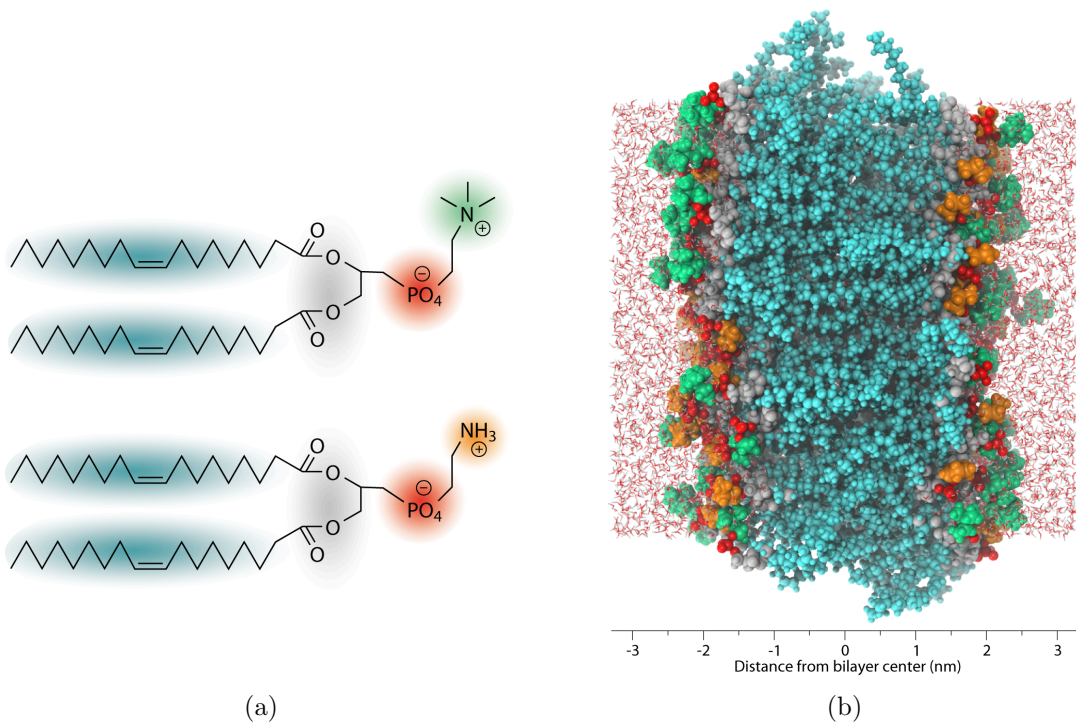 N
⊕
O
O
⊖
PO₄
O
O
NH₃
⊕
O
O
⊖
PO₄
O
O
-3 -2 -1 0 1 2 3
Distance from bilayer center (nm)
(a) (b)